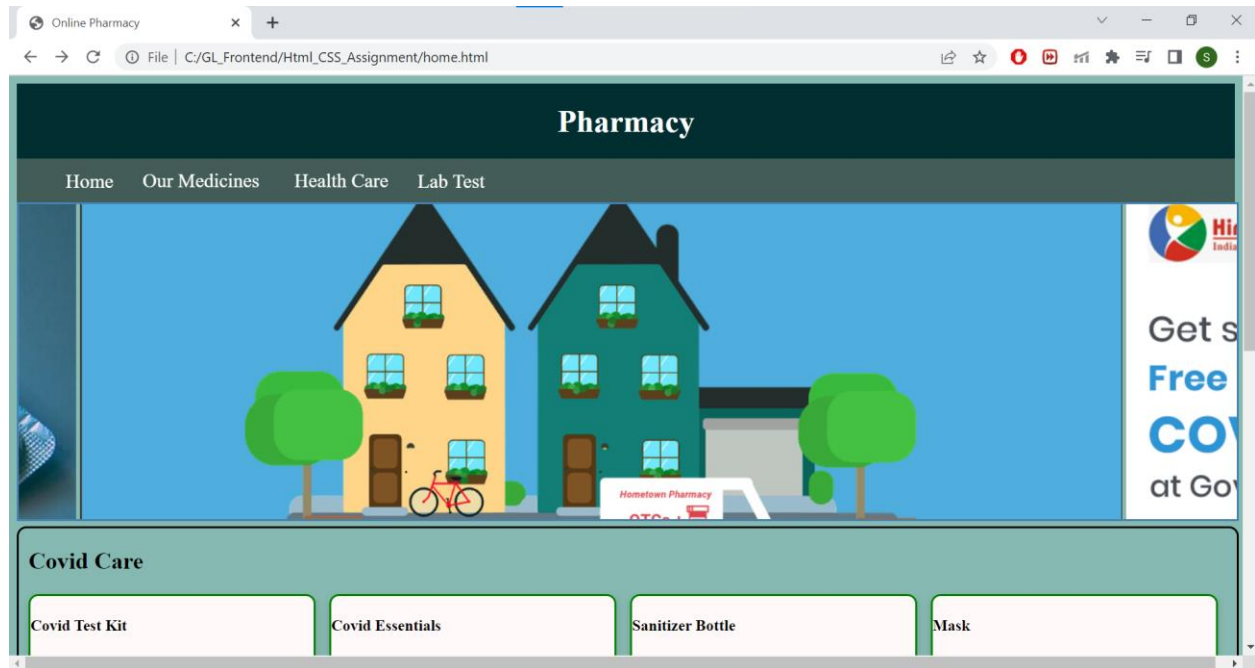 Online Pharmacy
File | C:/GL_Frontend/Html_CSS_Assignment/home.html
S
Pharmacy
Home Our Medicines Health Care Lab Test
Get s
Free
at Go
Hometown Pharmacy
Covid Care
Covid Test Kit Covid Essentials Sanitizer Bottle Mask